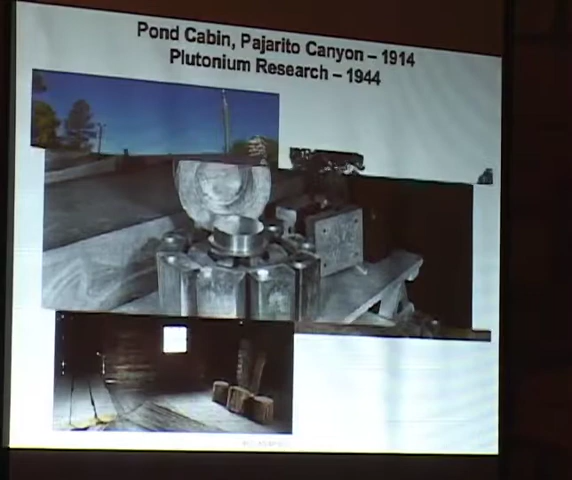 Pond Cabin, Pajarito Canyon – 1914
Plutonium Research – 1944